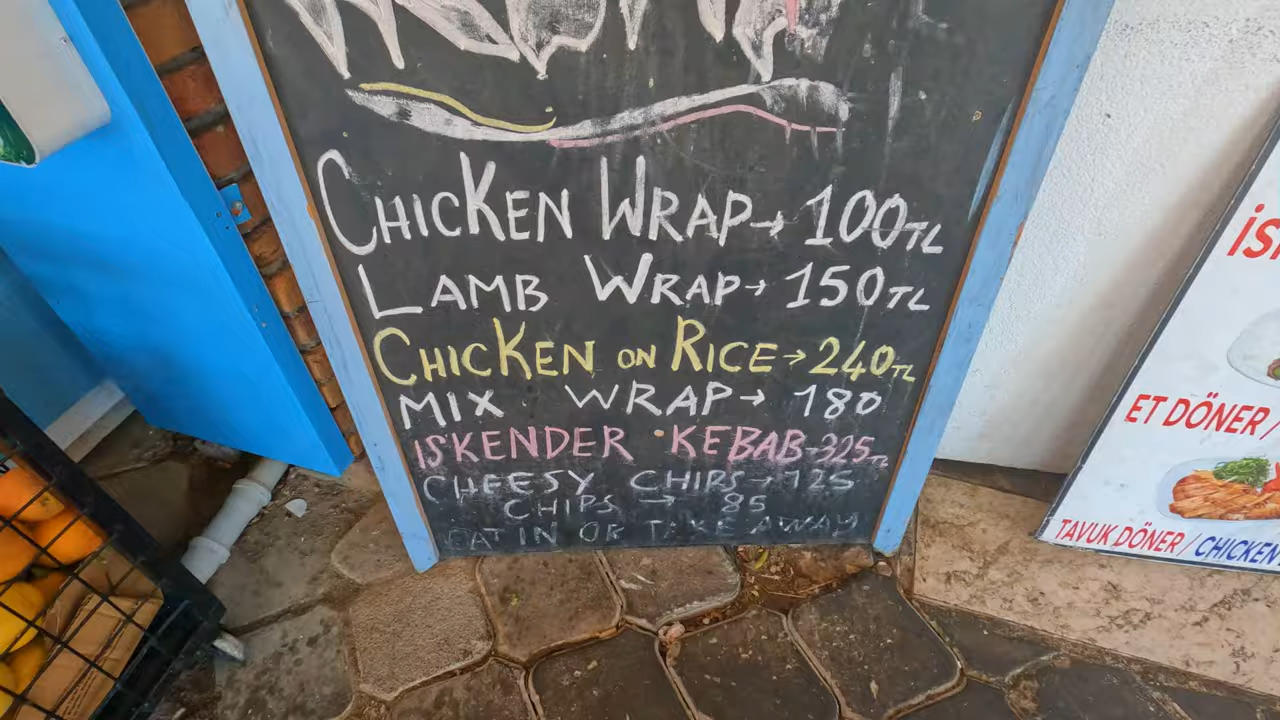 CHICKEN WRAP→ 100TL
LAMB WRAP→ 150TL
CHICKEN ON RICE→240TL
MIX WRAP→ 180
ISKENDER KEBAB-325TL
CHEESY CHIPS→125
CHIPS → 85
EAT IN OR TAKE AWAY
ET DÖNER /
TAVUK DÖNER / CHICKEN